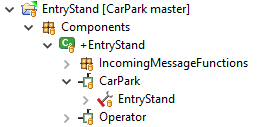 EntryStand [CarPark master]
Components
+EntryStand
IncomingMessageFunctions
CarPark
EntryStand
Operator